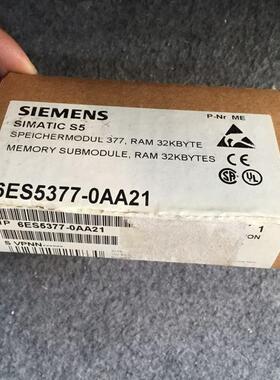 SIEMENS
P-Nr ME
SIMATIC S5
SPEICHERMODUL 377, RAM 32KBYTE
MEMORY SUBMODULE, RAM 32KBYTES
6ES5377-0AA21
1P 6ES5377-0AA21
1
S VPNN